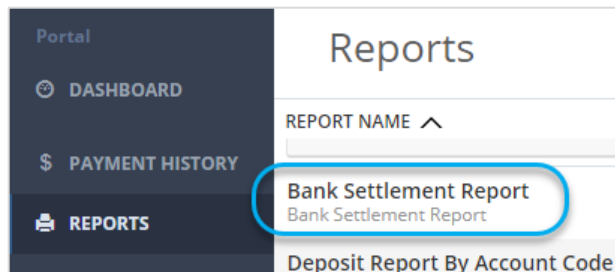 Portal
DASHBOARD
$ PAYMENT HISTORY
REPORTS
Reports
REPORT NAME
Bank Settlement Report
Bank Settlement Report
Deposit Report By Account Code